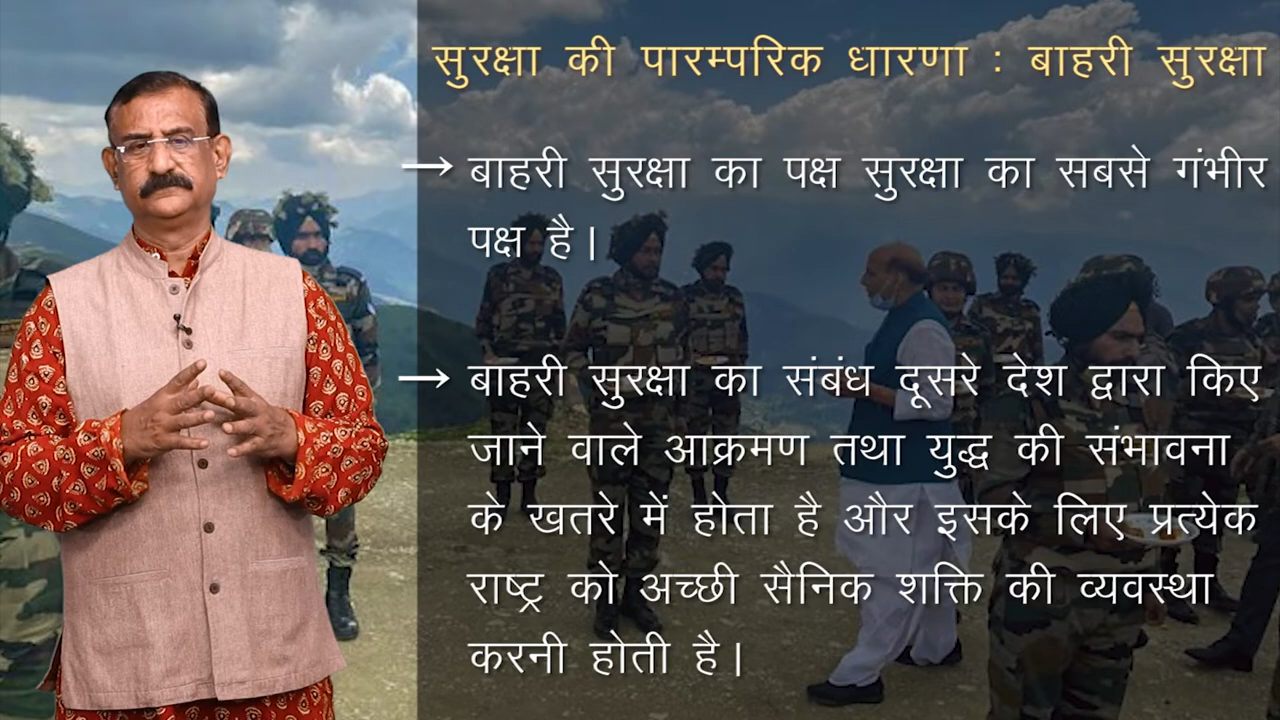 सुरक्षा की पारम्परिक धारणा : बाहरी सुरक्षा
→ बाहरी सुरक्षा का पक्ष सुरक्षा का सबसे गंभीर
पक्ष है।
→ बाहरी सुरक्षा का संबंध दूसरे देश द्वारा किए
जाने वाले आक्रमण तथा युद्ध की संभावना
के खतरे में होता है और इसके लिए प्रत्येक
राष्ट्र को अच्छी सैनिक शक्ति की व्यवस्था
करनी होती है।